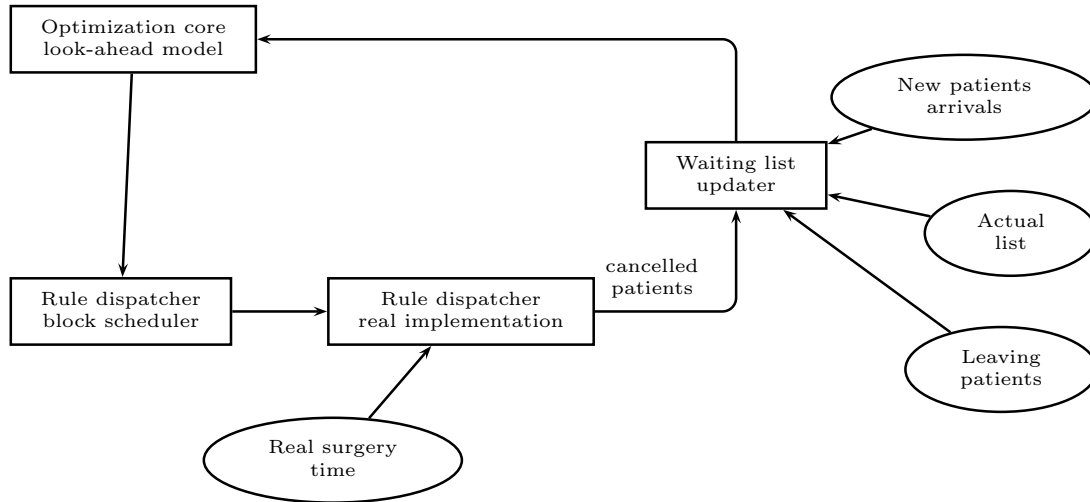 Optimization core
look-ahead model
New patients
arrivals
Waiting list
updater
Actual
list
cancelled
patients
Rule dispatcher
block scheduler
Rule dispatcher
real implementation
Leaving
patients
Real surgery
time